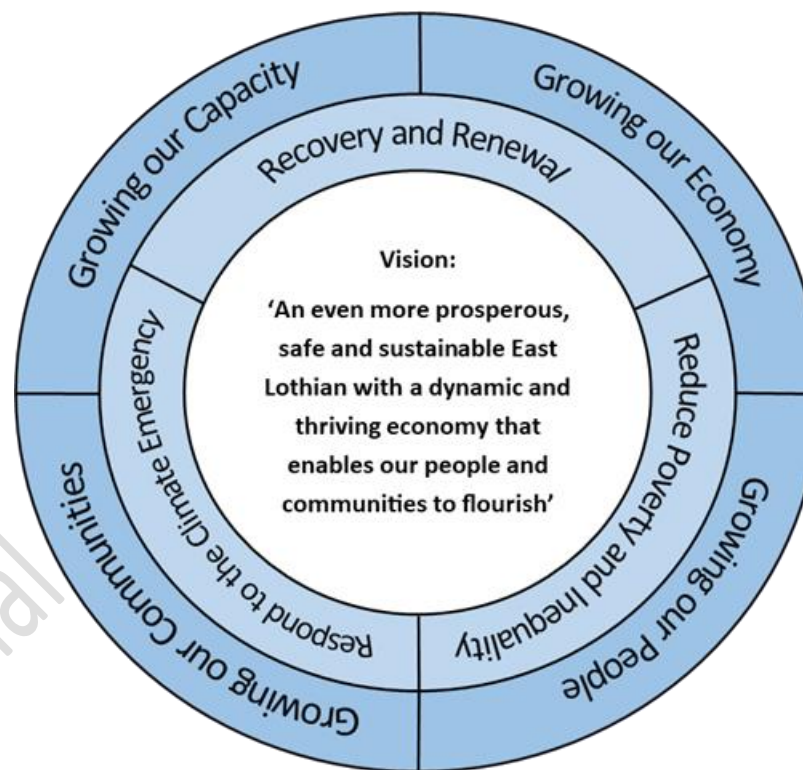 Growing our Capacity
Growing our Economy
Recovery and Renewal
Vision:
‘An even more prosperous,
safe and sustainable East
Lothian with a dynamic and
thriving economy that
enables our people and
communities to flourish’
Respond to the Climate Emergency
Reduce Poverty and Inequality
Growing our Communities
Growing our People